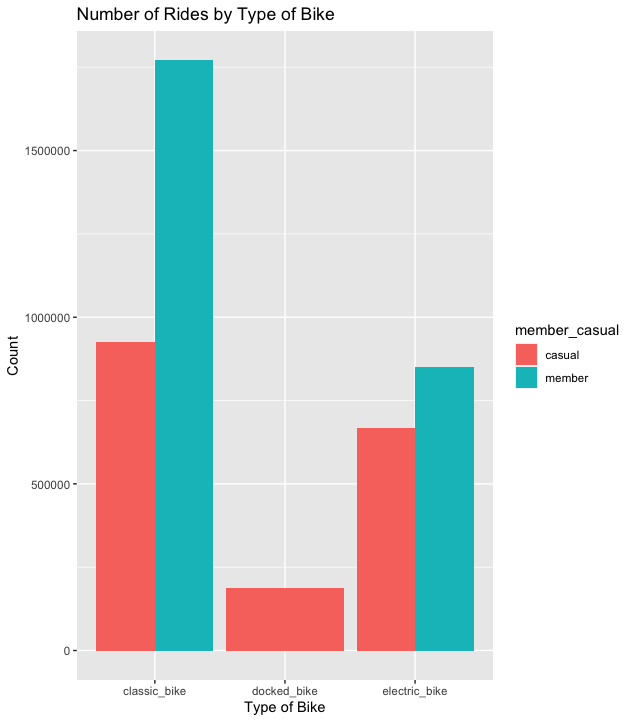 Number of Rides by Type of Bike
Count
1500000
1000000
500000
0
classic_bike docked_bike electric_bike
Type of Bike
member_casual
casual
member